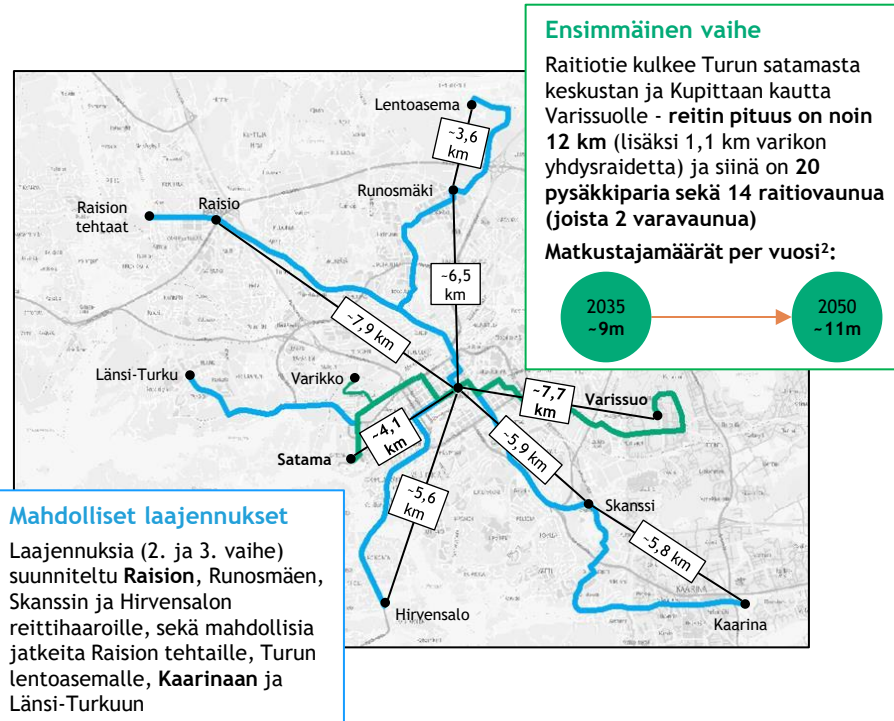 Ensimmäinen vaihe
Raitiotie kulkee Turun satamasta
keskustan ja Kupittaan kautta
Varissuolle - reitin pituus on noin
12 km (lisäksi 1,1 km varikon
yhdysraidetta) ja siinä on 20
pysäkkiparia sekä 14 raitiovaunua
(joista 2 varavaunua)
Matkustajamäärät per vuosi²:
2035
~9m
2050
~11m
Lentoasema
~3,6
km
Runosmäki
Raision
tehtaat
Raisio
~6,5
km
~7,9 km
Länsi-Turku
Varikko
~7,7
km
Varissuo
~4,1
km
Satama
~5,9 km
~5,6
km
Skanssi
~5,8 km
KAARINA
Kaarina
Hirvensalo
Mahdolliset laajennukset
Laajennuksia (2. ja 3. vaihe)
suunniteltu Raision, Runosmäen,
Skanssin ja Hirvensalon
reittihaaroille, sekä mahdollisia
jatkeita Raision tehtaille, Turun
lentoasemalle, Kaarinaan ja
Länsi-Turkuun